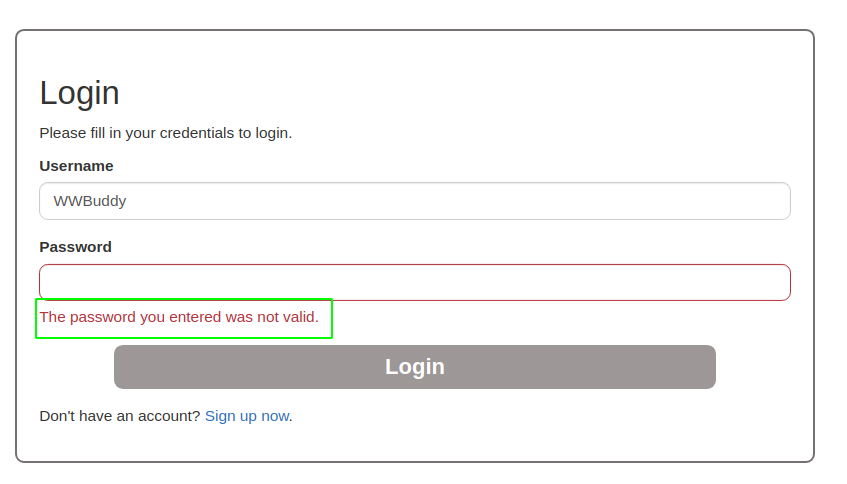 Login
Please fill in your credentials to login.
Username
WWBuddy
Password
The password you entered was not valid.
Login
Don't have an account? Sign up now.